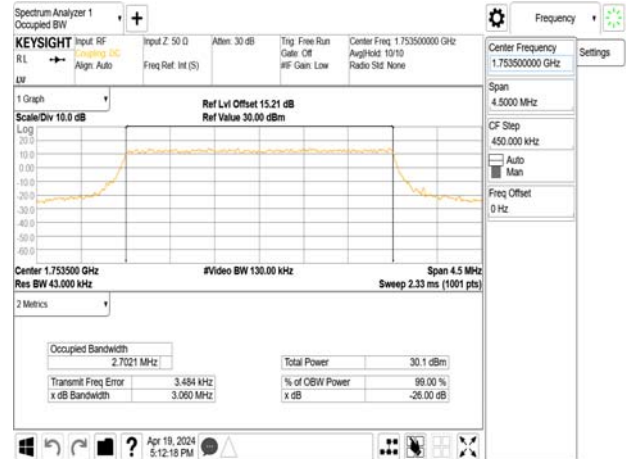 Spectrum Analyzer 1
Occupied BW
Frequency
KEYSIGHT
Input: RF
Coupling: DC
Align: Auto
Input Z: 50 Ω
Freq Ref: Int (S)
Atten: 30 dB
Trig: Free Run
Gate: Off
#IF Gain: Low
Center Freq: 1.753500000 GHz
Avg|Hold: 10/10
Radio Std: None
RL
LW
Center Frequency
1.753500000 GHz
Settings
Span
4.5000 MHz
CF Step
450.000 kHz
Auto
Man
Freq Offset
0 Hz
1 Graph
Scale/Div 10.0 dB
Ref Lvl Offset 15.21 dB
Ref Value 30.00 dBm
Log
20.0
10.0
0.00
-10.0
-20.0
-30.0
-40.0
-50.0
-60.0
Center 1.753500 GHz
#Video BW 130.00 kHz
Span 4.5 MHz
Res BW 43.000 kHz
Sweep 2.33 ms (1001 pts)
2 Metrics
Occupied Bandwidth
2.7021 MHz
Total Power 30.1 dBm
Transmit Freq Error 3.484 kHz
% of OBW Power 99.00 %
x dB Bandwidth 3.060 MHz
x dB -26.00 dB
?
Apr 19, 2024
5:12:18 PM